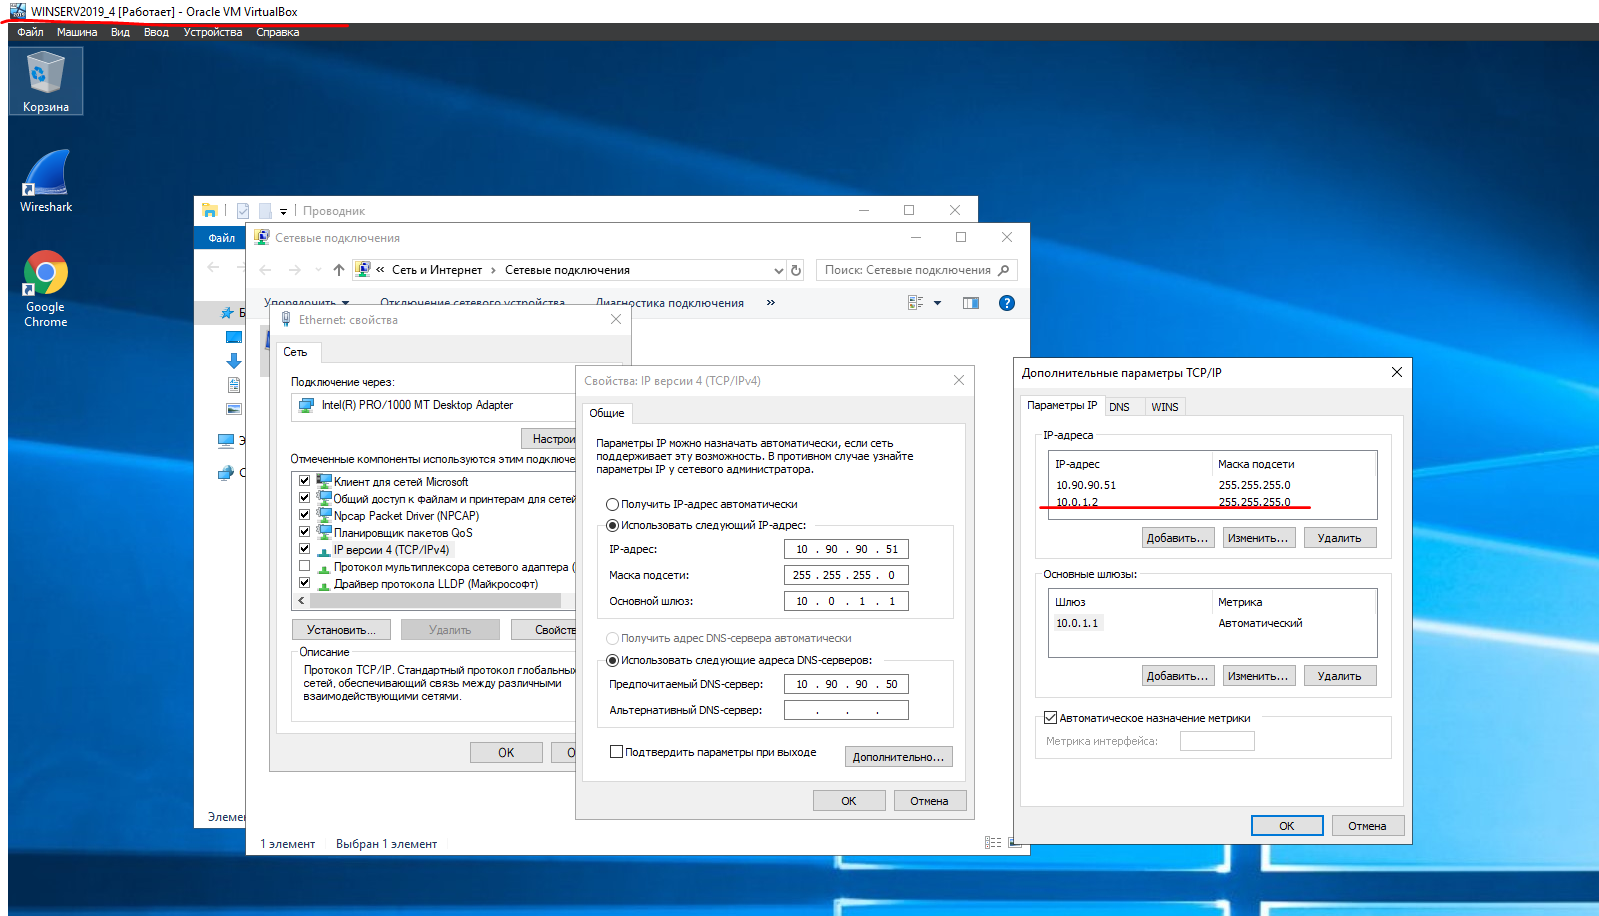 WINSERV2019_4 [Работает] - Oracle VM VirtualBox
Файл Машина Вид Ввод Устройства Справка
Корзина
Wireshark
Google
Chrome
Проводник
Файл
Сетевые подключения
« Сеть и Интернет › Сетевые подключения
Поиск: Сетевые подключения
Упорядочить Отключение сетевого устройства Диагностика подключения »
Ethernet: свойства
Сеть
Подключение через:
Intel(R) PRO/1000 MT Desktop Adapter
Настрои
Отмеченные компоненты используются этим подключе
Клиент для сетей Microsoft
Общий доступ к файлам и принтерам для сетей
Npcap Packet Driver (NPCAP)
Планировщик пакетов QoS
IP версии 4 (TCP/IPv4)
Протокол мультиплексора сетевого адаптера (
Драйвер протокола LLDP (Майкрософт)
Установить... Удалить Свойств
Описание
Протокол TCP/IP. Стандартный протокол глобальных
сетей, обеспечивающий связь между различными
взаимодействующими сетями.
OK О
Элемен
1 элемент Выбран 1 элемент
Свойства: IP версии 4 (TCP/IPv4)
Общие
Параметры IP можно назначать автоматически, если сеть
поддерживает эту возможность. В противном случае узнайте
параметры IP у сетевого администратора.
Получить IP-адрес автоматически
Использовать следующий IP-адрес:
IP-адрес: 10 . 90 . 90 . 51
Маска подсети: 255 . 255 . 255 . 0
Основной шлюз: 10 . 0 . 1 . 1
Получить адрес DNS-сервера автоматически
Использовать следующие адреса DNS-серверов:
Предпочитаемый DNS-сервер: 10 . 90 . 90 . 50
Альтернативный DNS-сервер: . . .
Подтвердить параметры при выходе
Дополнительно...
OK Отмена
Дополнительные параметры TCP/IP
Параметры IP DNS WINS
IP-адреса
IP-адрес Маска подсети
10.90.90.51 255.255.255.0
10.0.1.2 255.255.255.0
Добавить... Изменить... Удалить
Основные шлюзы:
Шлюз Метрика
10.0.1.1 Автоматический
Добавить... Изменить... Удалить
Автоматическое назначение метрики
Метрика интерфейса:
OK Отмена